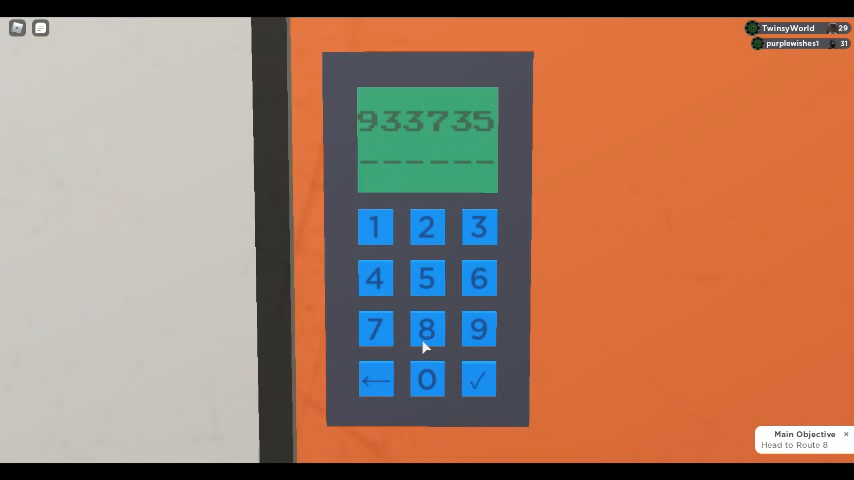 TwinsyWorld 29
purplewishes1 31
933735
------
1 2 3
4 5 6
7 8 9
← 0 ✓
Main Objective ×
Head to Route 8